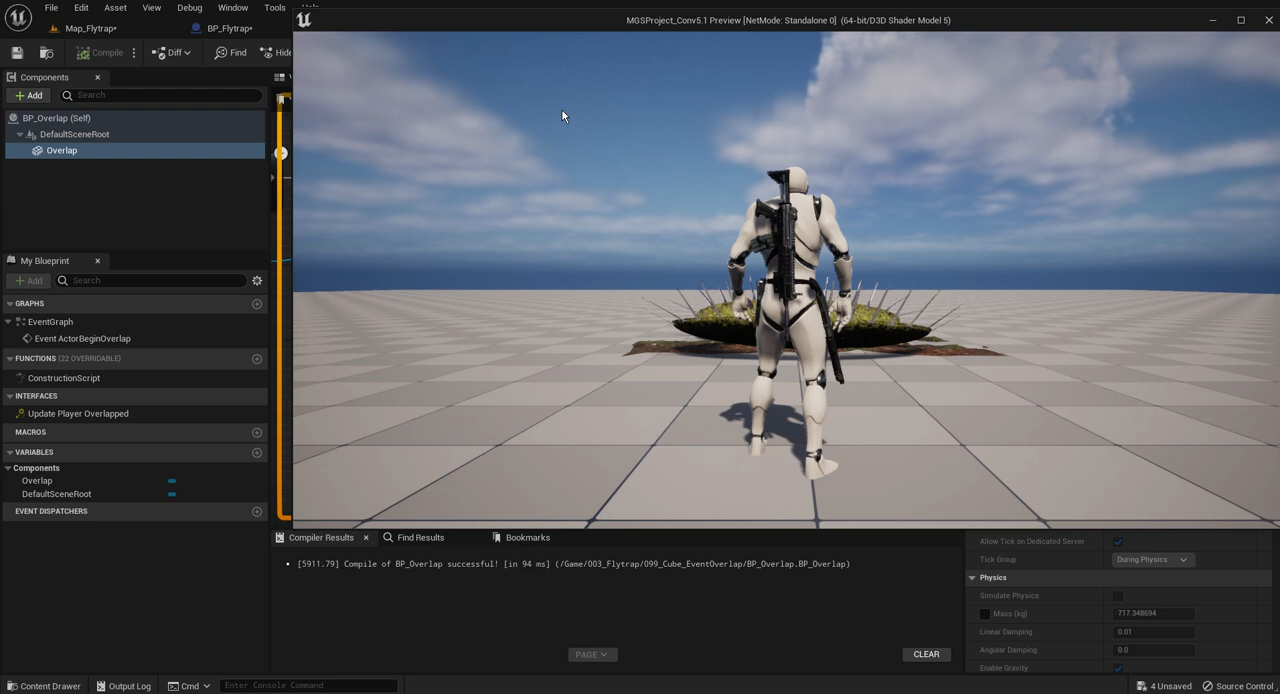 File Edit Asset View Debug Window Tools
MGSProject_Conv5.1 Preview [NetMode: Standalone 0] (64-bit/D3D Shader Model 5)
Map_Flytrap• BP_Flytrap•
Compile Diff Find Hide
Components
Add Search
BP_Overlap (Self)
DefaultSceneRoot
Overlap
My Blueprint
Add Search
GRAPHS
EventGraph
Event ActorBeginOverlap
FUNCTIONS (22 OVERRIDABLE)
ConstructionScript
INTERFACES
Update Player Overlapped
MACROS
VARIABLES
Components
Overlap
DefaultSceneRoot
EVENT DISPATCHERS
Compiler Results Find Results Bookmarks
• [5911.79] Compile of BP_Overlap successful! [in 94 ms] (/Game/003_Flytrap/099_Cube_EventOverlap/BP_Overlap.BP_Overlap)
PAGE CLEAR
Allow Tick on Dedicated Server
Tick Group During Physics
Physics
Simulate Physics
Mass (kg) 717.348694
Linear Damping 0.01
Angular Damping 0.0
Enable Gravity
Content Drawer Output Log Cmd Enter Console Command 4 Unsaved Source Control